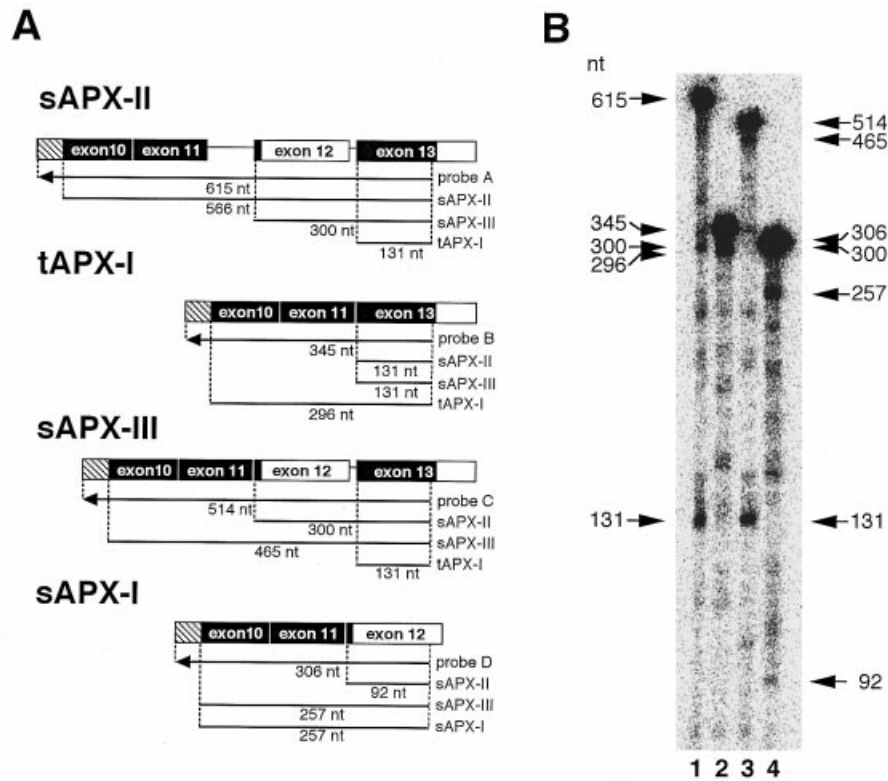 A
sAPX-II
exon10 exon 11 exon 12 exon 13
probe A
615 nt
sAPX-II
566 nt
sAPX-III
300 nt
tAPX-I
131 nt
tAPX-I
exon10 exon 11 exon 13
probe B
345 nt
sAPX-II
131 nt
sAPX-III
131 nt
tAPX-I
296 nt
sAPX-III
exon10 exon 11 exon 12 exon 13
probe C
514 nt
sAPX-II
300 nt
sAPX-III
465 nt
tAPX-I
131 nt
sAPX-I
exon10 exon 11 exon 12
probe D
306 nt
sAPX-II
92 nt
sAPX-III
257 nt
sAPX-I
257 nt
B
nt
615
345
300
296
131
514
465
306
300
257
131
92
1 2 3 4